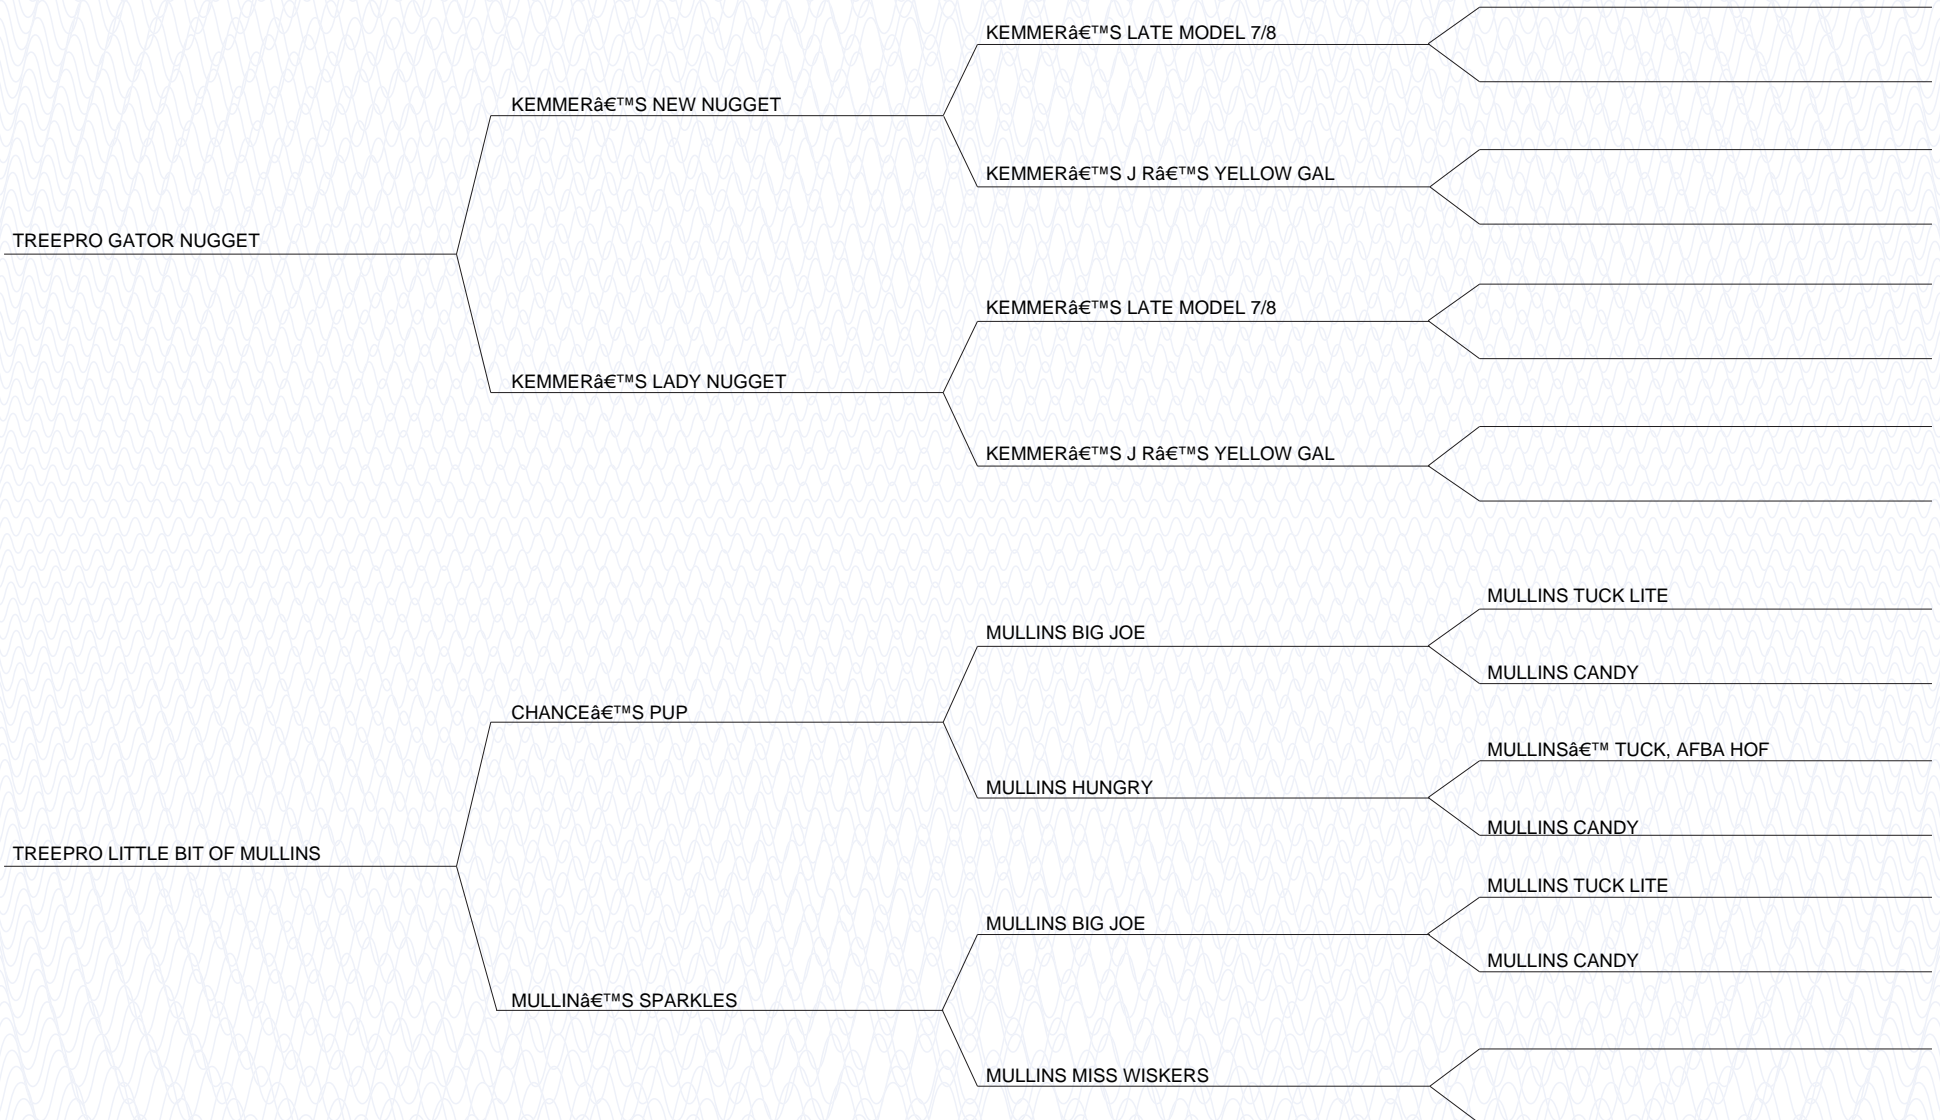 KEMMERâ€™S LATE MODEL 7/8
KEMMERâ€™S NEW NUGGET
KEMMERâ€™S J Râ€™S YELLOW GAL
TREEPRO GATOR NUGGET
KEMMERâ€™S LATE MODEL 7/8
KEMMERâ€™S LADY NUGGET
KEMMERâ€™S J Râ€™S YELLOW GAL
MULLINS TUCK LITE
MULLINS BIG JOE
MULLINS CANDY
CHANCEâ€™S PUP
MULLINSâ€™ TUCK, AFBA HOF
MULLINS HUNGRY
MULLINS CANDY
TREEPRO LITTLE BIT OF MULLINS
MULLINS TUCK LITE
MULLINS BIG JOE
MULLINS CANDY
MULLINâ€™S SPARKLES
MULLINS MISS WISKERS